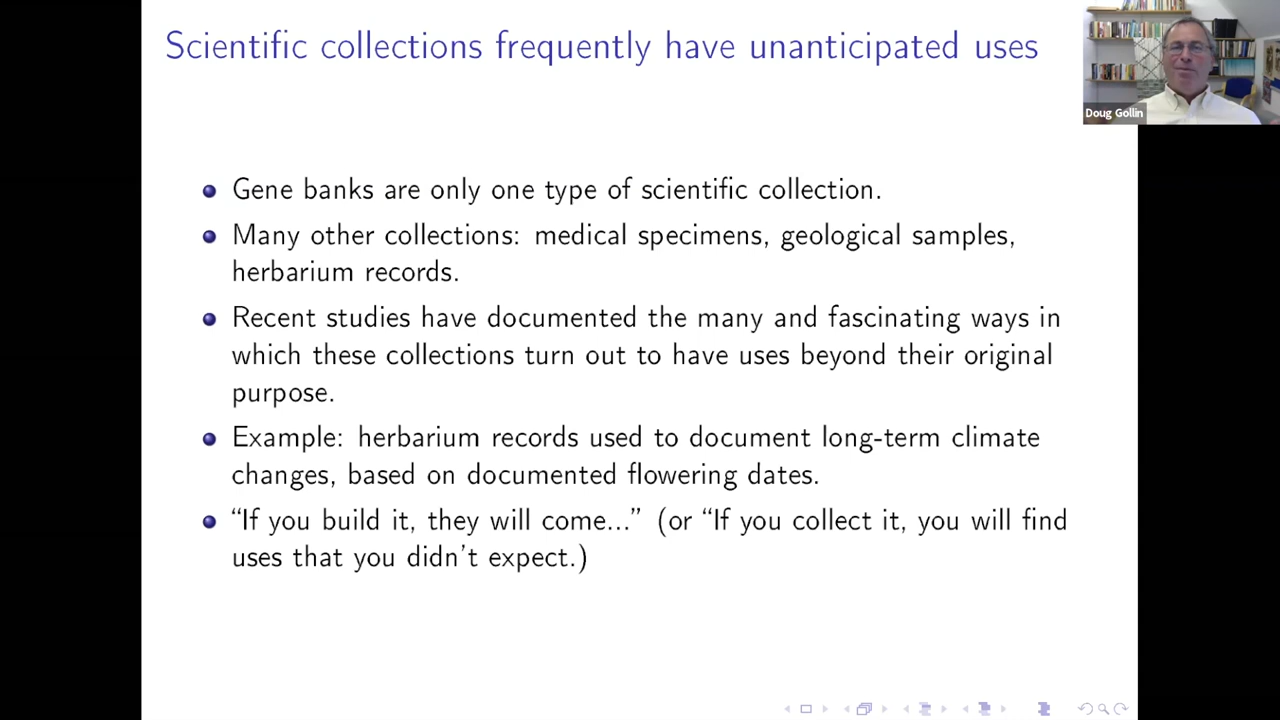 Scientific collections frequently have unanticipated uses
Doug Gollin
Gene banks are only one type of scientific collection.
Many other collections: medical specimens, geological samples,
herbarium records.
Recent studies have documented the many and fascinating ways in
which these collections turn out to have uses beyond their original
purpose.
Example: herbarium records used to document long-term climate
changes, based on documented flowering dates.
“If you build it, they will come...” (or “If you collect it, you will find
uses that you didn't expect.)